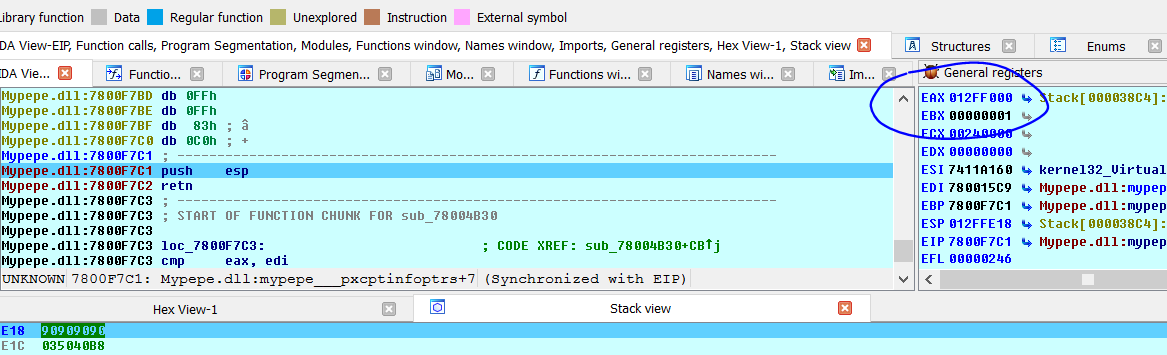 ibrary function Data Regular function Unexplored Instruction External symbol
DA View-EIP, Function calls, Program Segmentation, Modules, Functions window, Names window, Imports, General registers, Hex View-1, Stack view Structures Enums
DA Vie... Functio... Program Segmen... Mo... Functions wi... Names wi... Im... General registers
Mypepe.dll:7800F7BD db 0FFh
Mypepe.dll:7800F7BE db 0FFh
Mypepe.dll:7800F7BF db 83h ; â
Mypepe.dll:7800F7C0 db 0C0h ; +
Mypepe.dll:7800F7C1 ; ---------------------------------------------------------------------------
Mypepe.dll:7800F7C1 push esp
Mypepe.dll:7800F7C2 retn
Mypepe.dll:7800F7C3 ; ---------------------------------------------------------------------------
Mypepe.dll:7800F7C3 ; START OF FUNCTION CHUNK FOR sub_78004B30
Mypepe.dll:7800F7C3
Mypepe.dll:7800F7C3 loc_7800F7C3: ; CODE XREF: sub_78004B30+CB↑j
Mypepe.dll:7800F7C3 cmp eax, edi
UNKNOWN 7800F7C1: Mypepe.dll:mypepe___pxcptinfoptrs+7 (Synchronized with EIP)
EAX 012FF000 Stack[000038C4]:
EBX 00000001
ECX 00240000
EDX 00000000
ESI 7411A160 kernel32_Virtual
EDI 780015C9 Mypepe.dll:mypep
EBP 7800F7C1 Mypepe.dll:mypep
ESP 012FFE18 Stack[000038C4]:
EIP 7800F7C1 Mypepe.dll:mypep
EFL 00000246
Hex View-1 Stack view
E18 90909090
E1C 035040B8